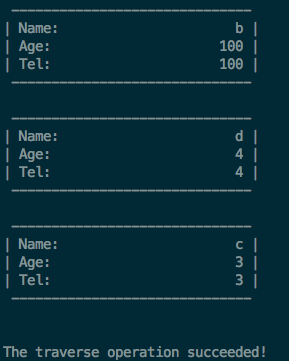 ------------------------------
| Name:                      b |
| Age:                     100 |
| Tel:                     100 |
------------------------------
------------------------------
| Name:                      d |
| Age:                       4 |
| Tel:                       4 |
------------------------------
------------------------------
| Name:                      c |
| Age:                       3 |
| Tel:                       3 |
------------------------------
The traverse operation succeeded!